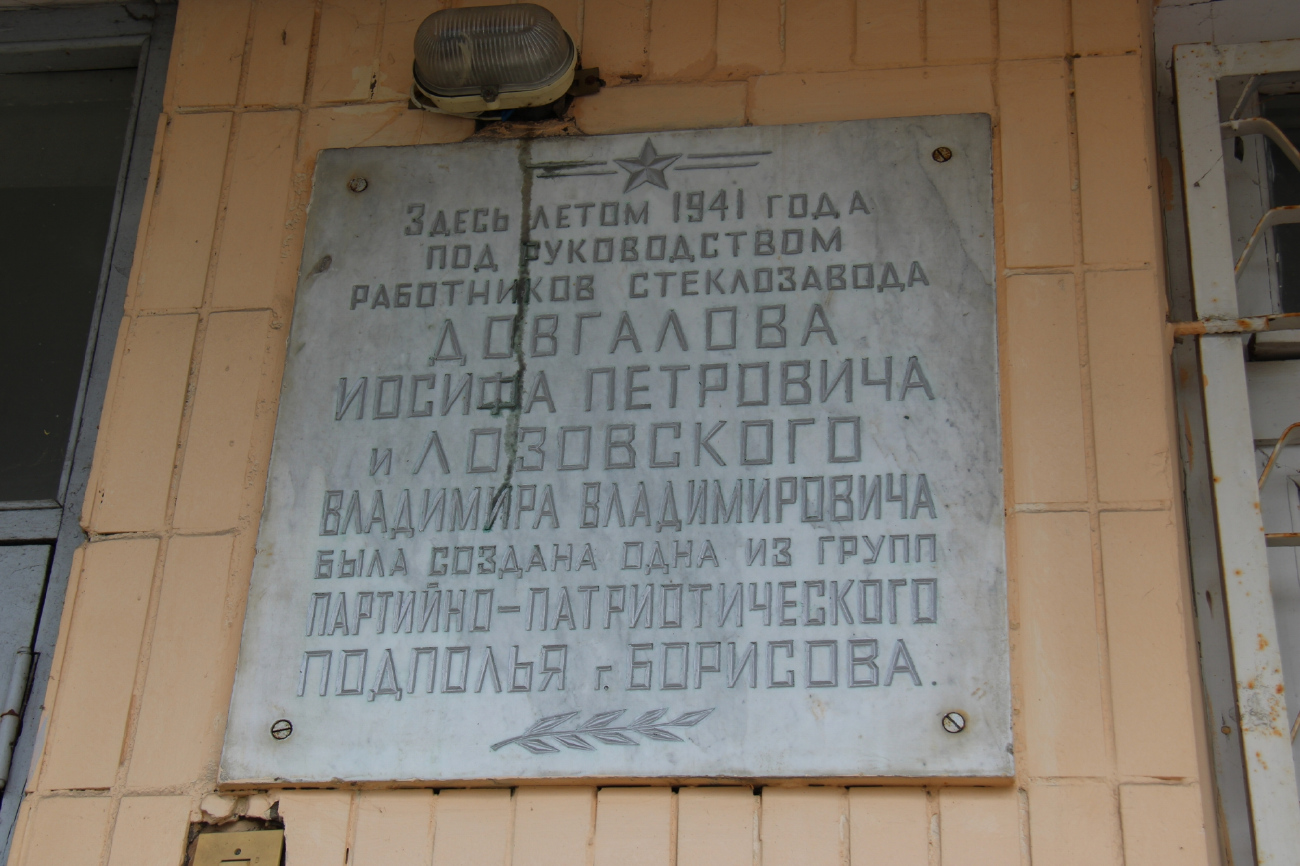 Здесь летом 1941 года
под руководством
работников стеклозавода
Довгалова
Иосифа Петровича
и Лозовского
Владимира Владимировича
была создана одна из групп
партийно-патриотического
подполья г. Борисова.